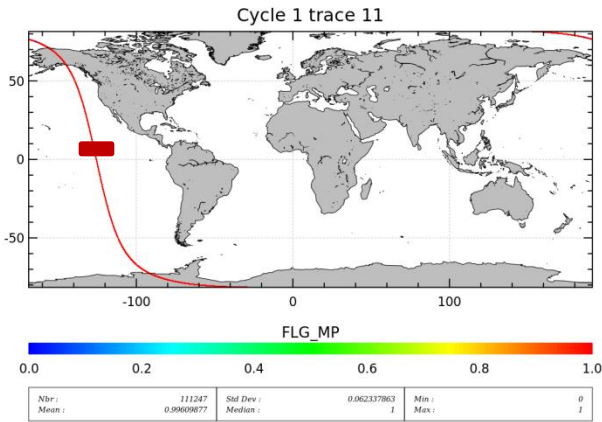 Cycle 1 trace 11
50
0
-50
-100 0 100
FLG_MP
0.0 0.2 0.4 0.6 0.8 1.0
Nbr : 111247 Std Dev : 0.062337863 Min : 0
Mean : 0.99609877 Median : 1 Max : 1